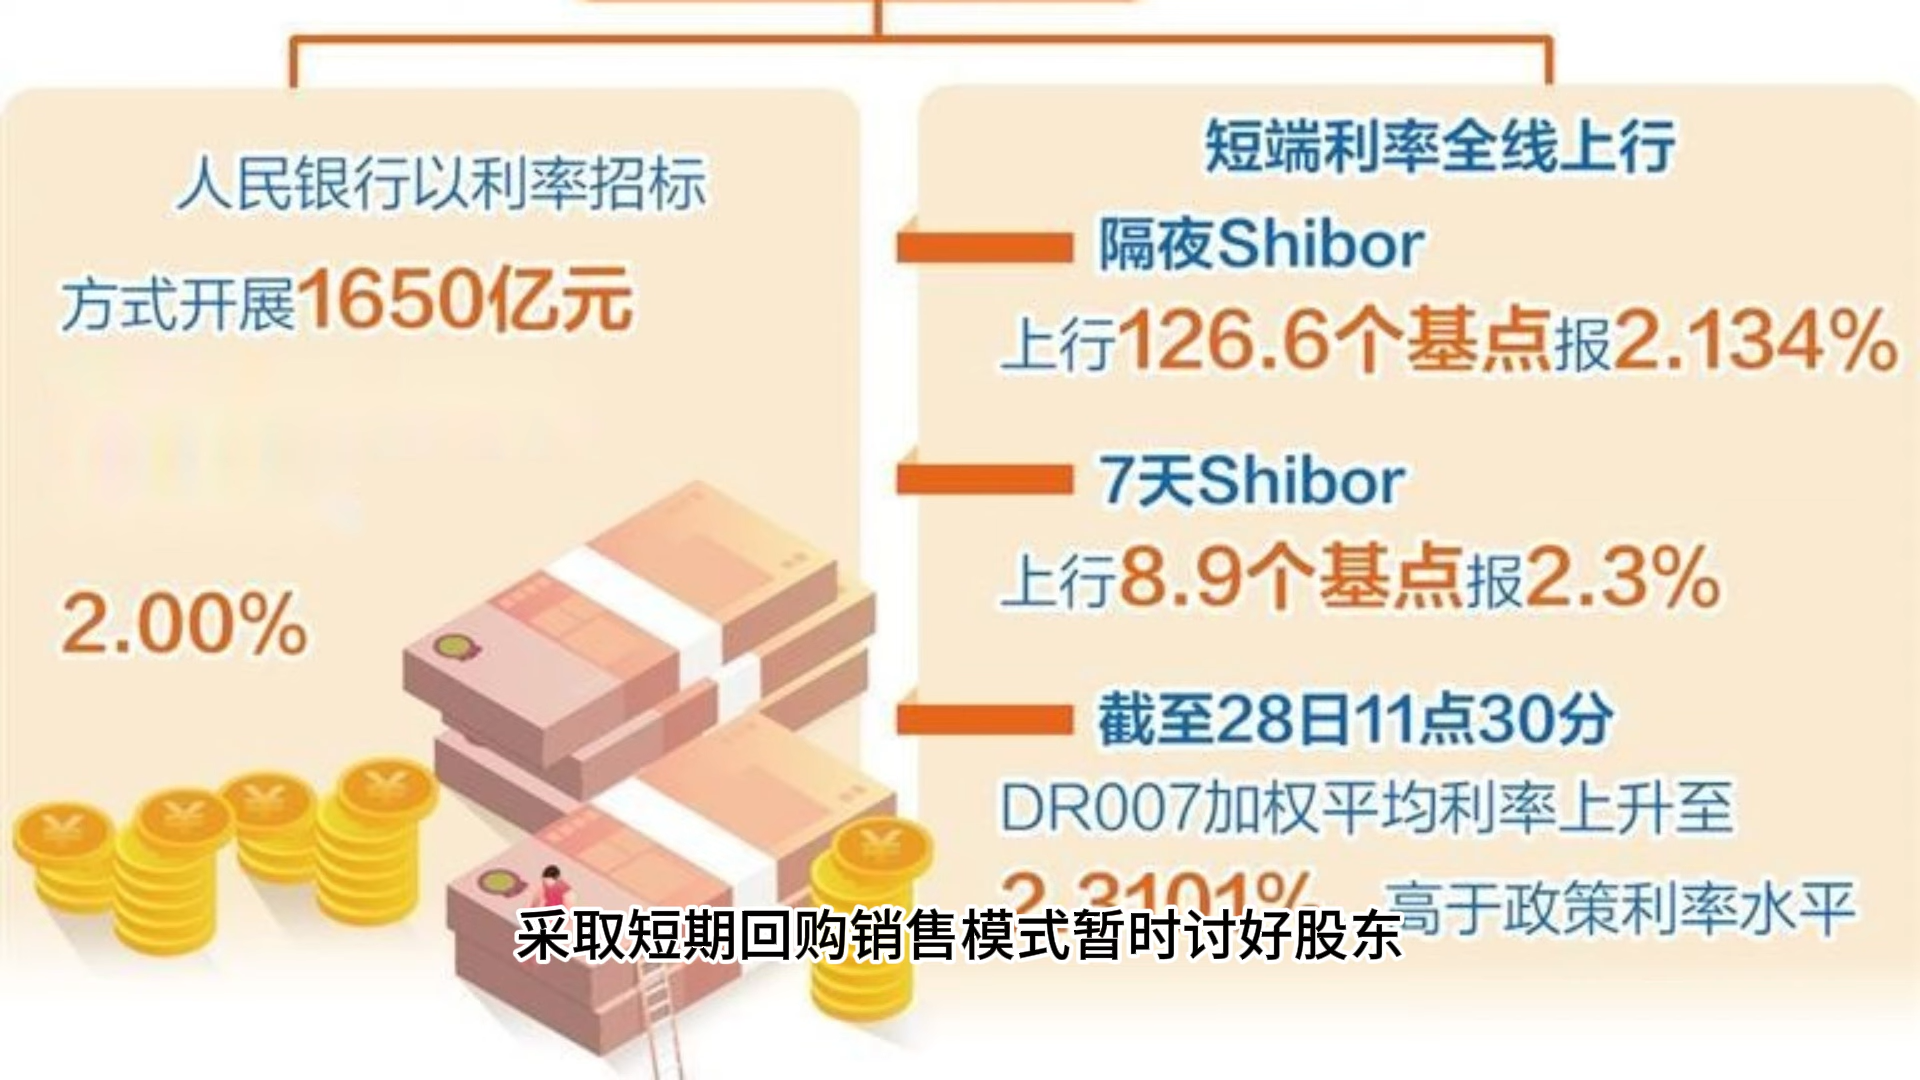 人民银行以利率招标
方式开展1650亿元
2.00%
短端利率全线上行
隔夜Shibor
上行126.6个基点报2.134%
7天Shibor
上行8.9个基点报2.3%
截至28日11点30分
DR007加权平均利率上升至
2.3101% 高于政策利率水平
采取短期回购销售模式暂时讨好股东